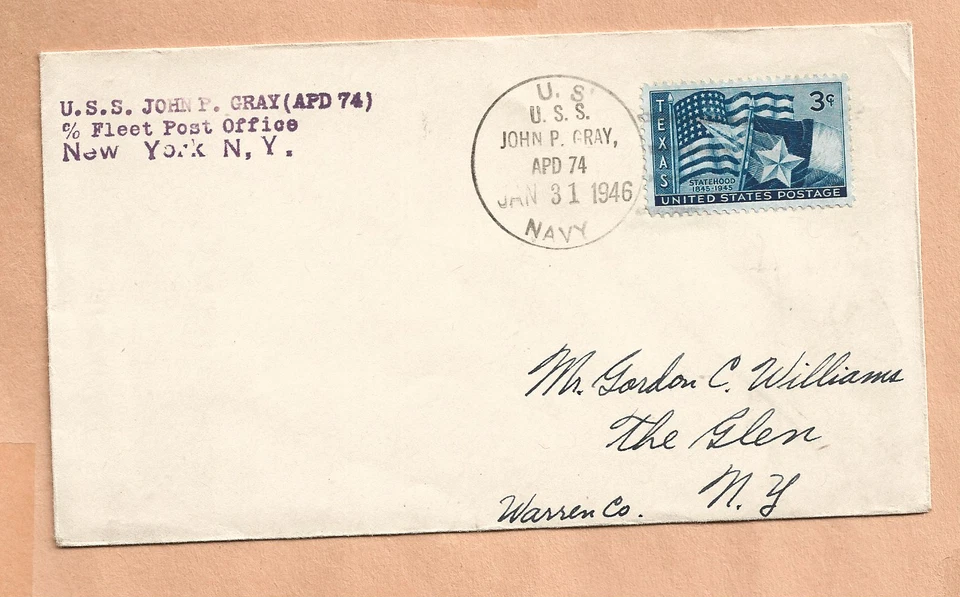 U.S.S. JOHN P. GRAY (APD 74)
% Fleet Post Office
New York N, Y.
U. S.
U. S. S.
JOHN P. GRAY,
APD 74
JAN 31 1946
NAVY
TEXAS
3¢
STATEHOOD
1845-1945
UNITED STATES POSTAGE
Mr. Gordon C. Williams
The Glen
N. Y
Warren Co.